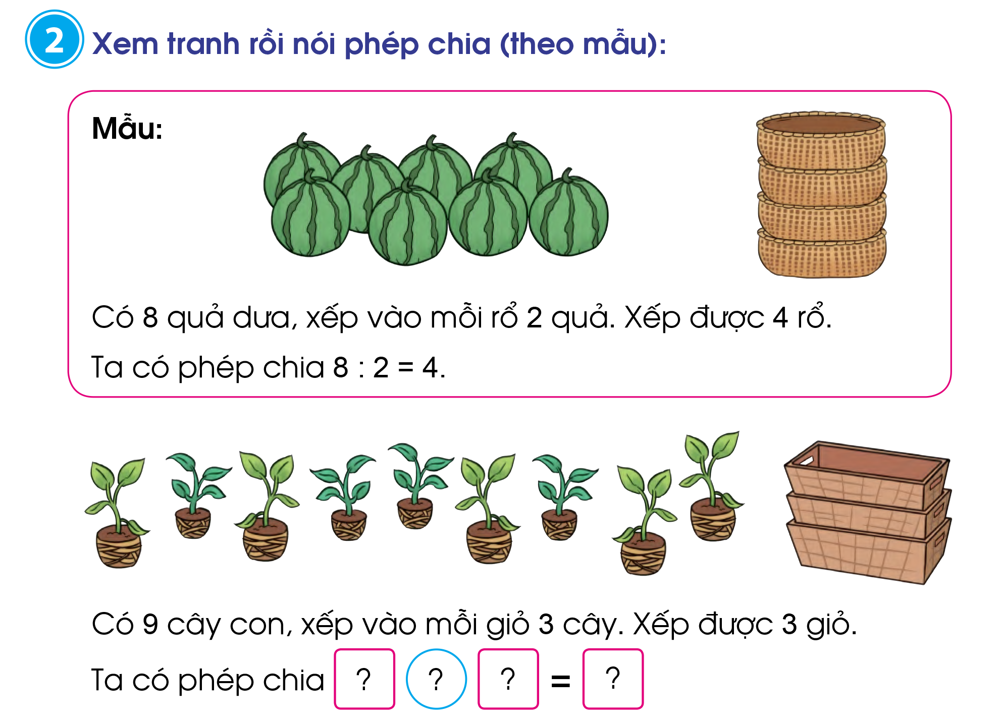 2 Xem tranh rồi nói phép chia (theo mẫu):
Mẫu:
Có 8 quả dưa, xếp vào mỗi rổ 2 quả. Xếp được 4 rổ.
Ta có phép chia 8 : 2 = 4.
Có 9 cây con, xếp vào mỗi giỏ 3 cây. Xếp được 3 giỏ.
Ta có phép chia ? ? ? = ?